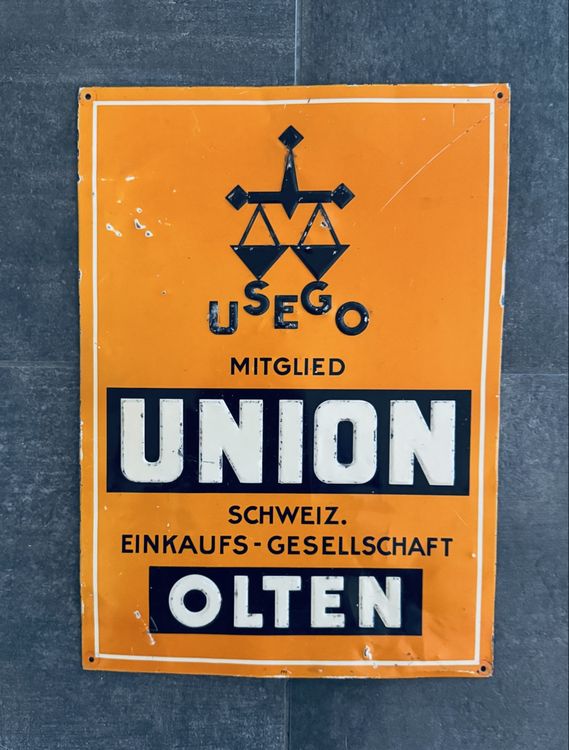 USEGO
MITGLIED
UNION
SCHWEIZ.
EINKAUFS-GESELLSCHAFT
OLTEN